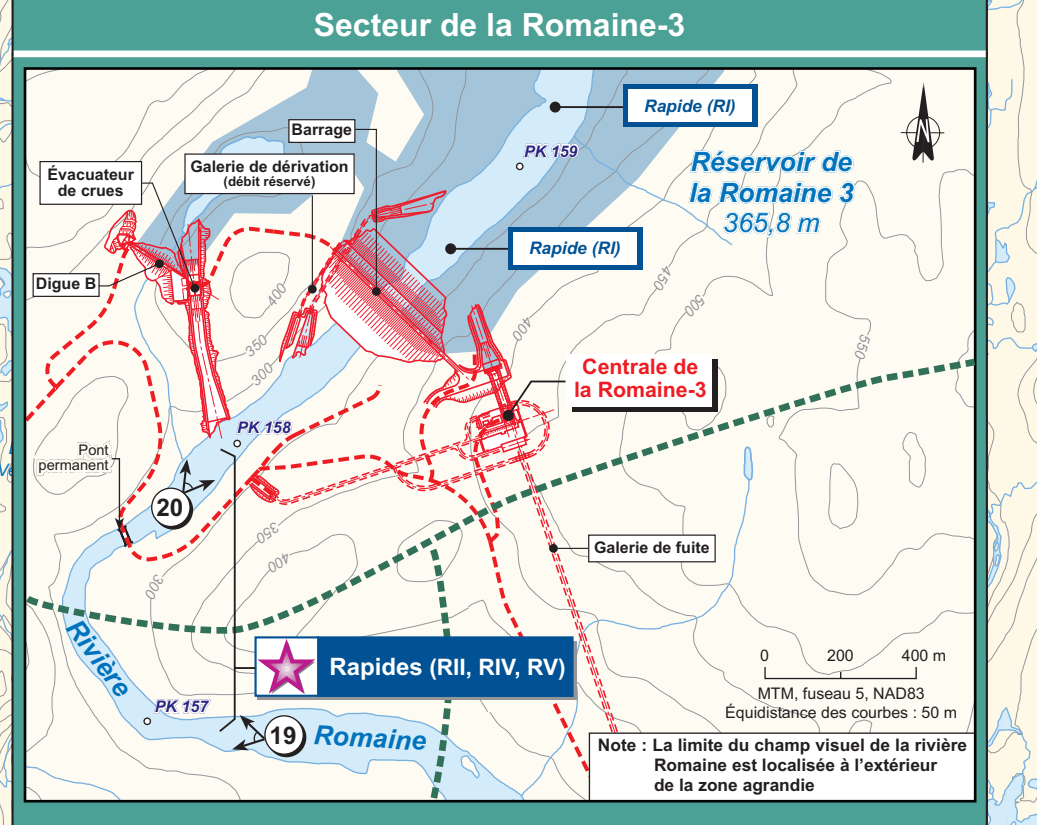 Secteur de la Romaine-3
Rapide (RI)
Barrage
PK 159
Réservoir de
la Romaine 3
365,8 m
Galerie de dérivation
(débit réservé)
Évacuateur
de crues
N
Rapide (RI)
Digue B
400
450
500
400
350
550
300
Centrale de
la Romaine-3
PK 158
Pont
permanent
20
350
Galerie de fuite
400
300
Rivière
Rapides (RII, RIV, RV)
0 200 400 m
MTM, fuseau 5, NAD83
Équidistance des courbes : 50 m
PK 157
19
Romaine
Note : La limite du champ visuel de la rivière
Romaine est localisée à l'extérieur
de la zone agrandie